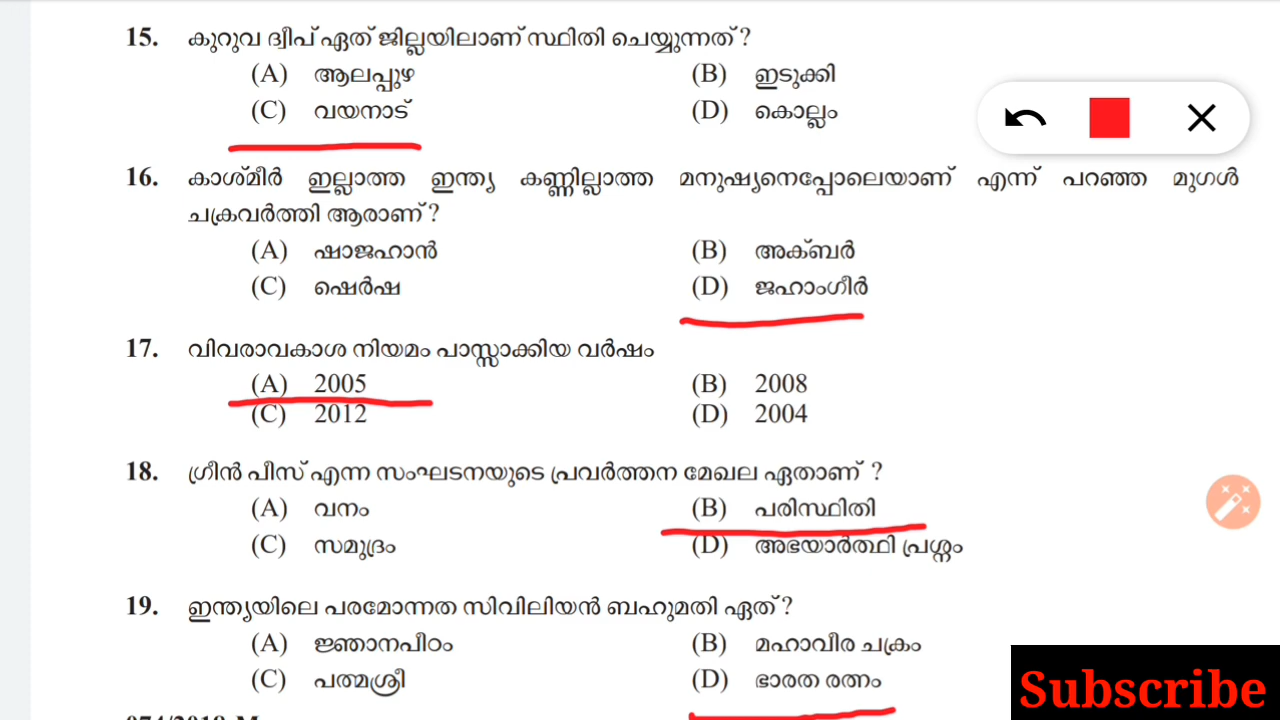 15. കുറുവ ദ്വീപ് ഏത് ജില്ലയിലാണ് സ്ഥിതി ചെയ്യുന്നത് ?
(A) ആലപ്പുഴ (B) ഇടുക്കി
(C) വയനാട് (D) കൊല്ലം
16. കാശ്മീർ ഇല്ലാത്ത ഇന്ത്യ കണ്ണില്ലാത്ത മനുഷ്യനെപ്പോലെയാണ് എന്ന് പറഞ്ഞ മുഗൾ
ചക്രവർത്തി ആരാണ് ?
(A) ഷാജഹാൻ (B) അക്ബർ
(C) ഷെർഷ (D) ജഹാംഗീർ
17. വിവരാവകാശ നിയമം പാസ്സാക്കിയ വർഷം
(A) 2005 (B) 2008
(C) 2012 (D) 2004
18. ഗ്രീൻ പീസ് എന്ന സംഘടനയുടെ പ്രവർത്തന മേഖല ഏതാണ് ?
(A) വനം (B) പരിസ്ഥിതി
(C) സമുദ്രം (D) അഭയാർത്ഥി പ്രശ്നം
19. ഇന്ത്യയിലെ പരമോന്നത സിവിലിയൻ ബഹുമതി ഏത് ?
(A) ജ്ഞാനപീഠം (B) മഹാവീര ചക്രം
(C) പത്മശ്രീ (D) ഭാരത രത്നം
Subscribe